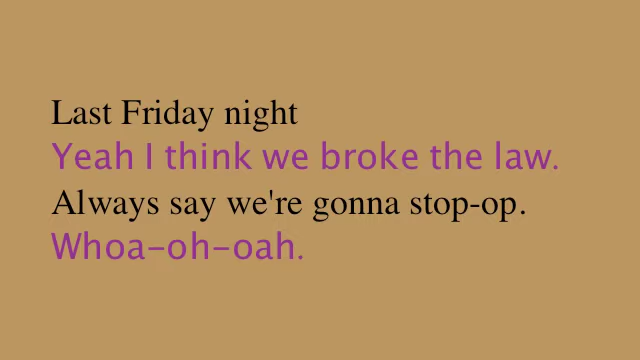 Last Friday night
Yeah I think we broke the law.
Always say we're gonna stop-op.
Whoa-oh-oah.